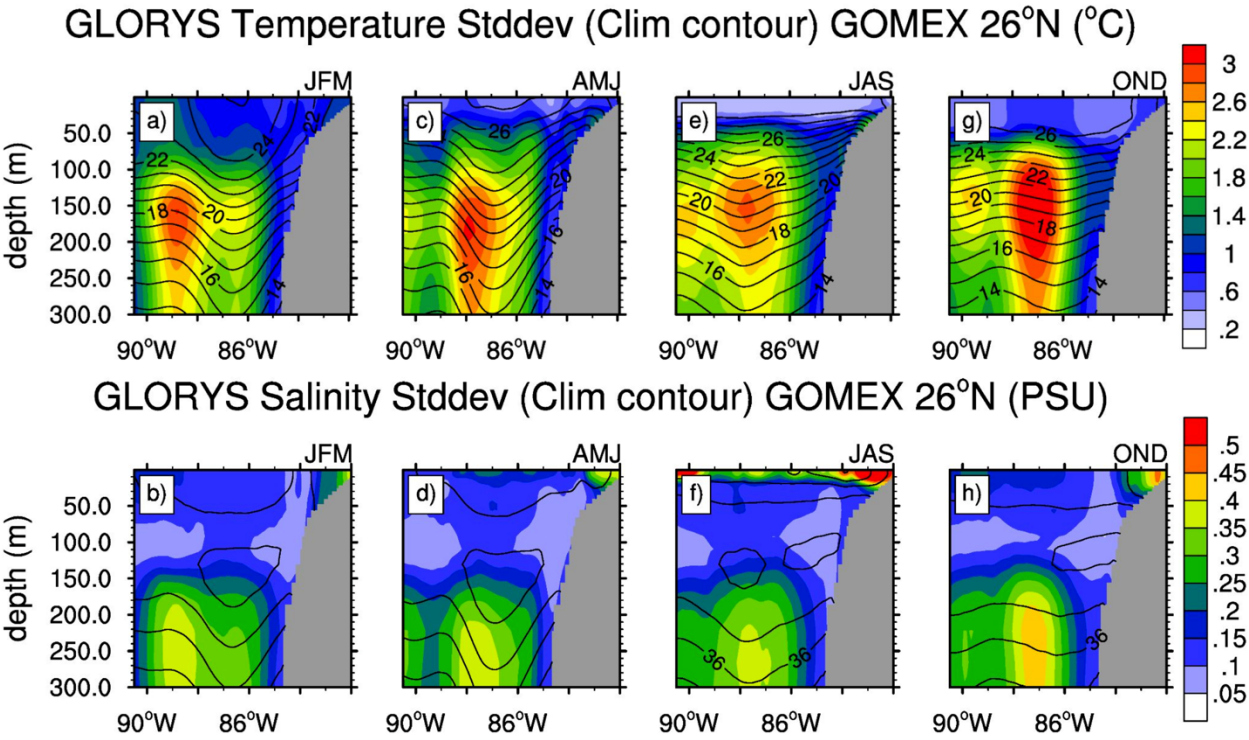 GLORYS Temperature Stddev (Clim contour) GOMEX 26°N (°C)
JFM AMJ JAS OND
a) c) e) g)
depth (m)
50.0
100.0
150.0
200.0
250.0
300.0
24 22 22 18 20 16 14
26 20 16 16 14
26 24 22 20 20 18 16 14
26 24 22 20 18 16 14 14
90°W 86°W 90°W 86°W 90°W 86°W 90°W 86°W
3
2.6
2.2
1.8
1.4
1
.6
.2
GLORYS Salinity Stddev (Clim contour) GOMEX 26°N (PSU)
JFM AMJ JAS OND
b) d) f) h)
depth (m)
50.0
100.0
150.0
200.0
250.0
300.0
36 36
36
90°W 86°W 90°W 86°W 90°W 86°W 90°W 86°W
.5
.45
.4
.35
.3
.25
.2
.15
.1
.05